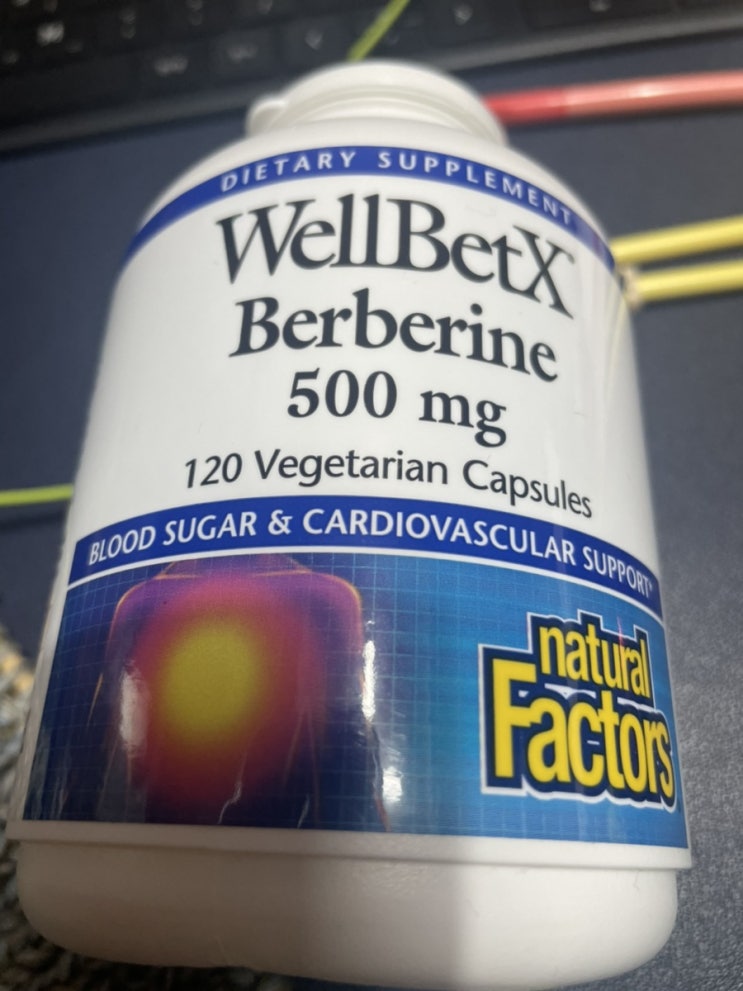 DIETARY SUPPLEMENT
WellBetX
Berberine
500 mg
120 Vegetarian Capsules
BLOOD SUGAR & CARDIOVASCULAR SUPPORT*
natural
Factors